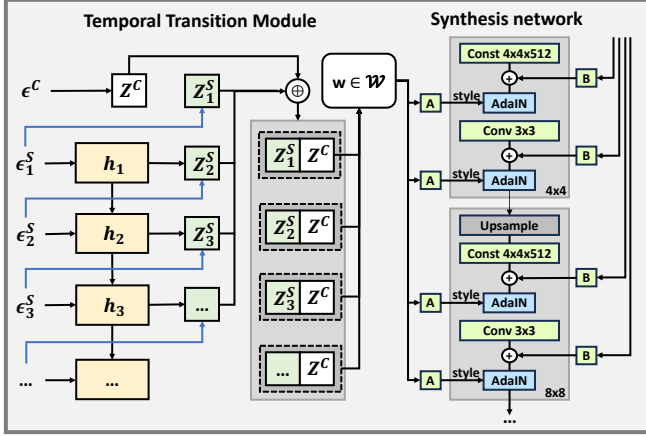 Temporal Transition Module
Synthesis network
ϵ^C
Z^C
Z_1^S
⊕
w ∈ 𝒲
ϵ_1^S
h_1
Z_2^S
ϵ_2^S
h_2
Z_3^S
ϵ_3^S
h_3
...
...
...
Z_1^S Z^C
Z_2^S Z^C
Z_3^S Z^C
... Z^C
Const 4x4x512
+
B
A
style
AdaIN
Conv 3x3
+
B
A
style
AdaIN
4x4
Upsample
Const 4x4x512
+
B
A
style
AdaIN
Conv 3x3
+
B
A
style
AdaIN
8x8
...